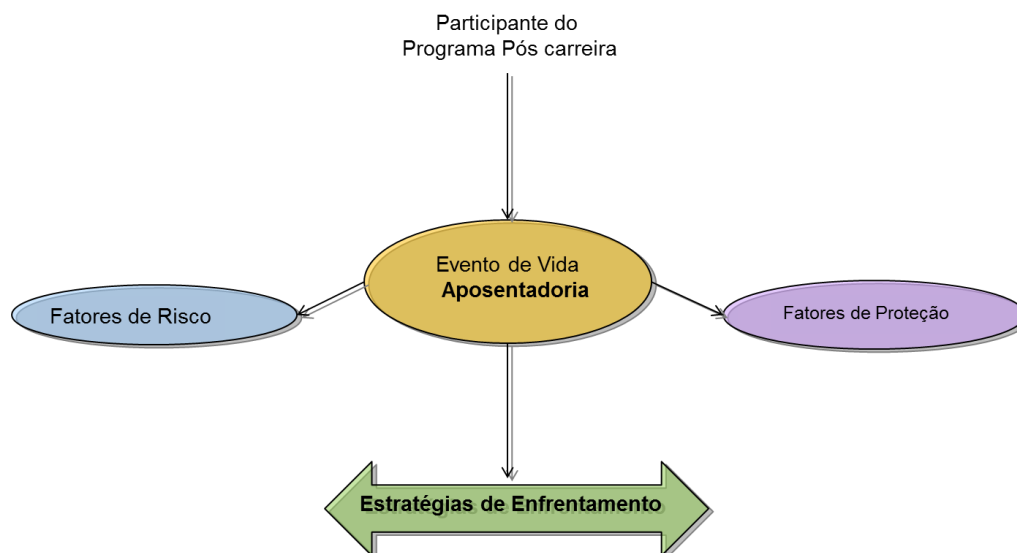 Participante do
Programa Pós carreira
Evento de Vida
Aposentadoria
Fatores de Risco
Fatores de Proteção
Estratégias de Enfrentamento